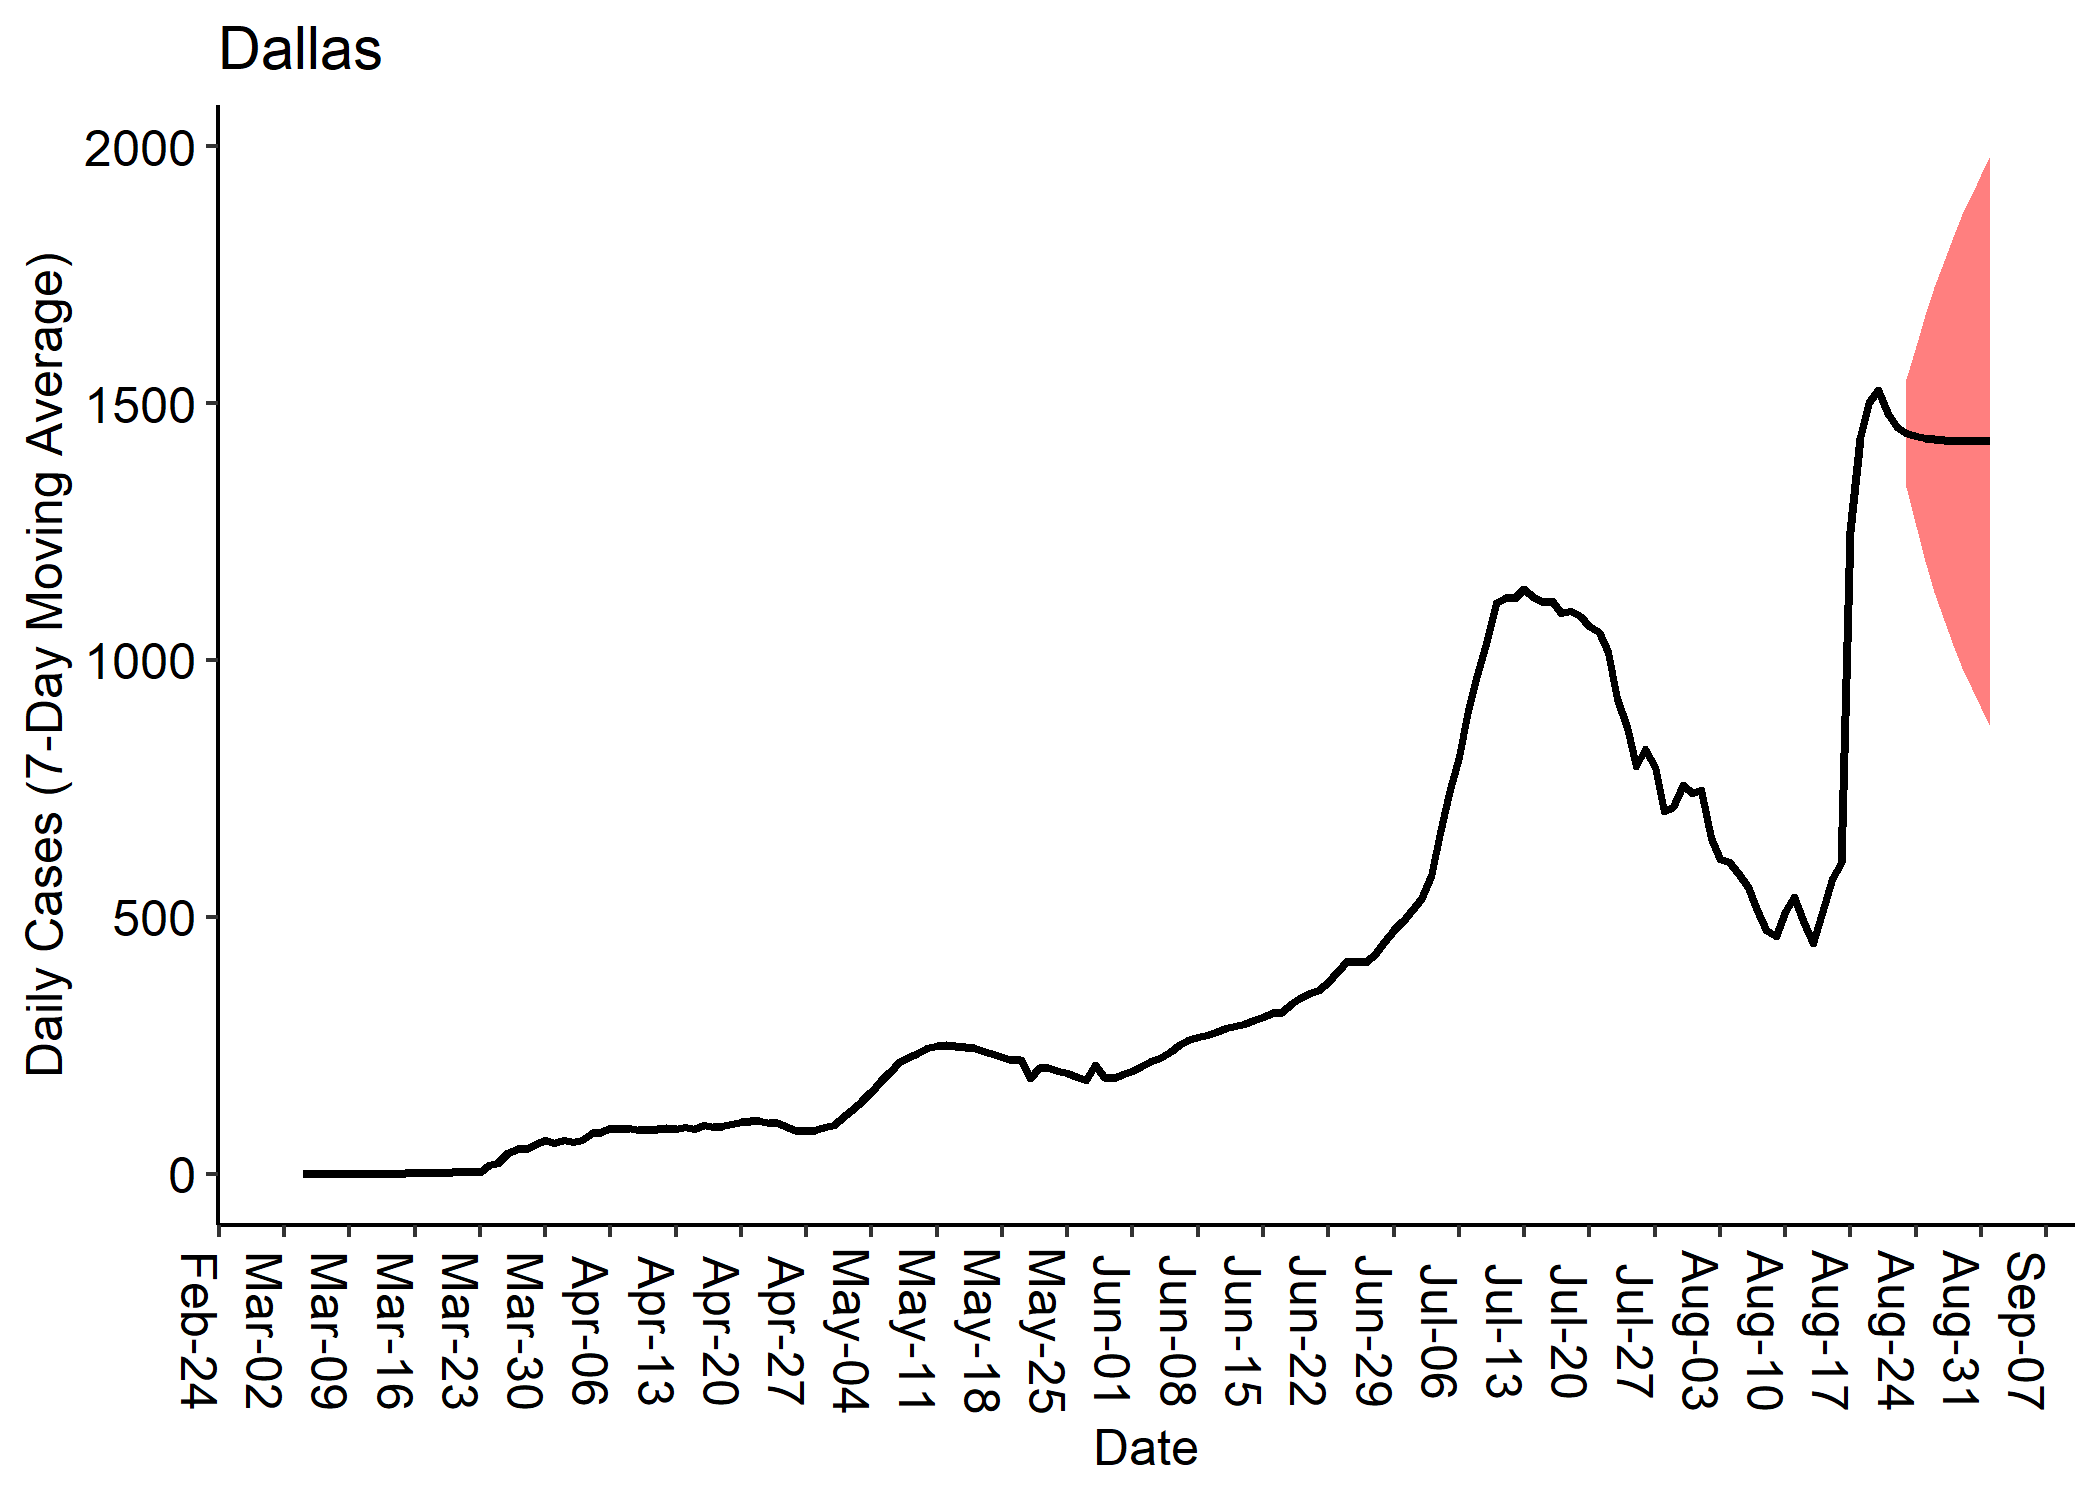 Dallas
Daily Cases (7-Day Moving Average)
2000
1500
1000
500
0
Feb-24
Mar-02
Mar-09
Mar-16
Mar-23
Mar-30
Apr-06
Apr-13
Apr-20
Apr-27
May-04
May-11
May-18
May-25
Jun-01
Jun-08
Jun-15
Jun-22
Jun-29
Jul-06
Jul-13
Jul-20
Jul-27
Aug-03
Aug-10
Aug-17
Aug-24
Aug-31
Sep-07
Date